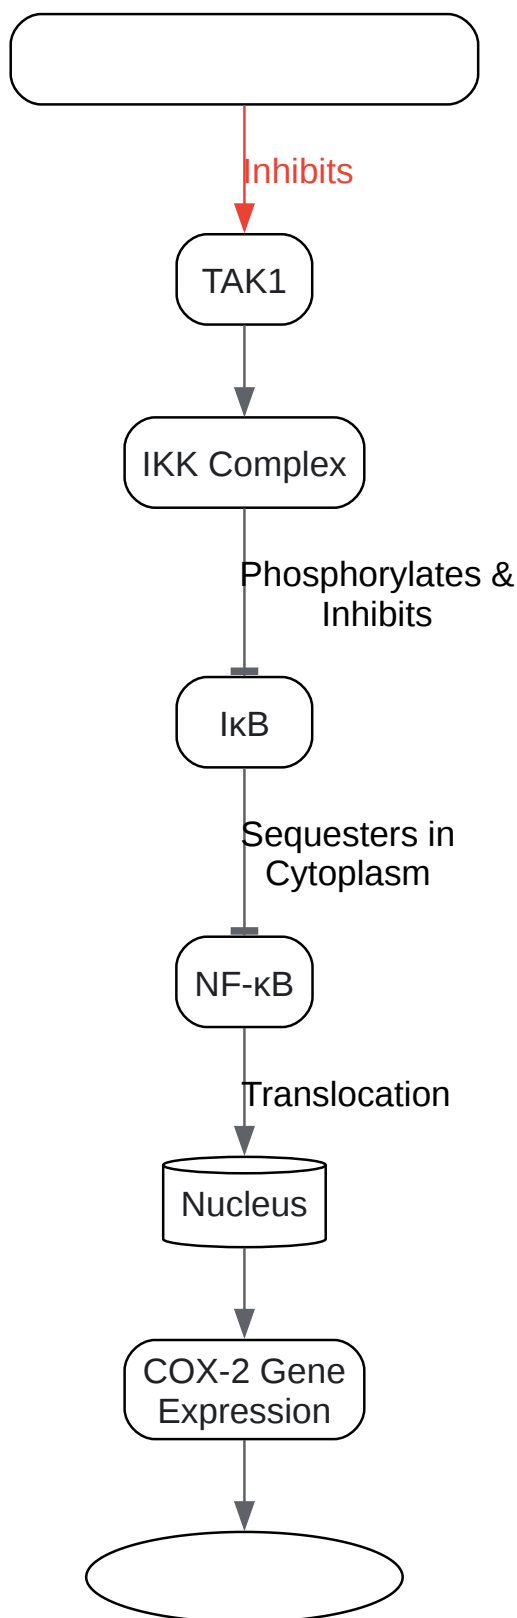 Inhibits
TAK1
IKK Complex
Phosphorylates &
Inhibits
IκB
Sequesters in
Cytoplasm
NF-κB
Translocation
Nucleus
COX-2 Gene
Expression